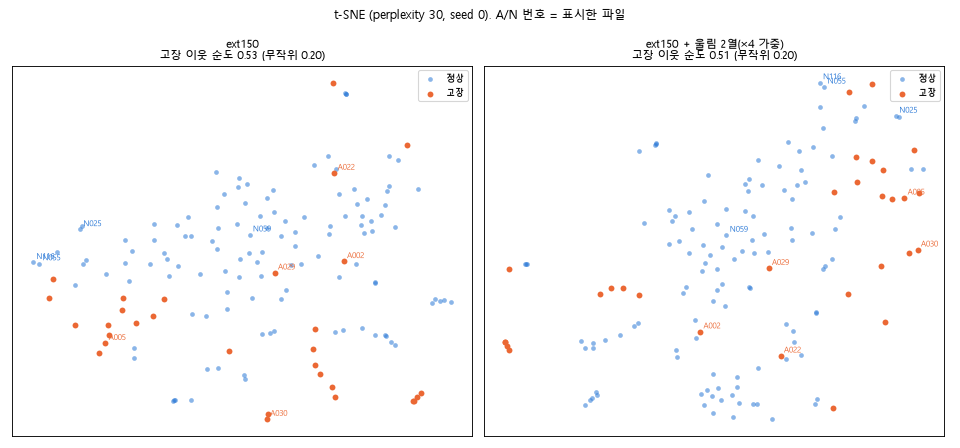 t-SNE (perplexity 30, seed 0). A/N 번호 = 표시한 파일
ext150
고장 이웃 순도 0.53 (무작위 0.20)
정상
고장
A022
N025
N059
A002
A029
A005
A030
ext150 + 울림 2열(×4 가중)
고장 이웃 순도 0.51 (무작위 0.20)
정상
고장
N116
N055
N025
N059
A030
A029
A002
A022